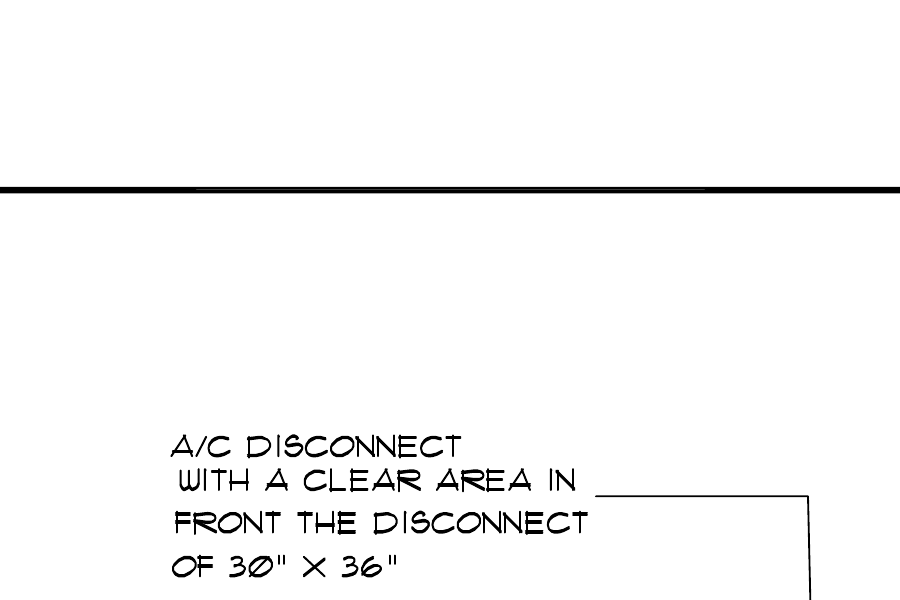 A/C DISCONNECT
WITH A CLEAR AREA IN
FRONT THE DISCONNECT
OF 30" X 36"